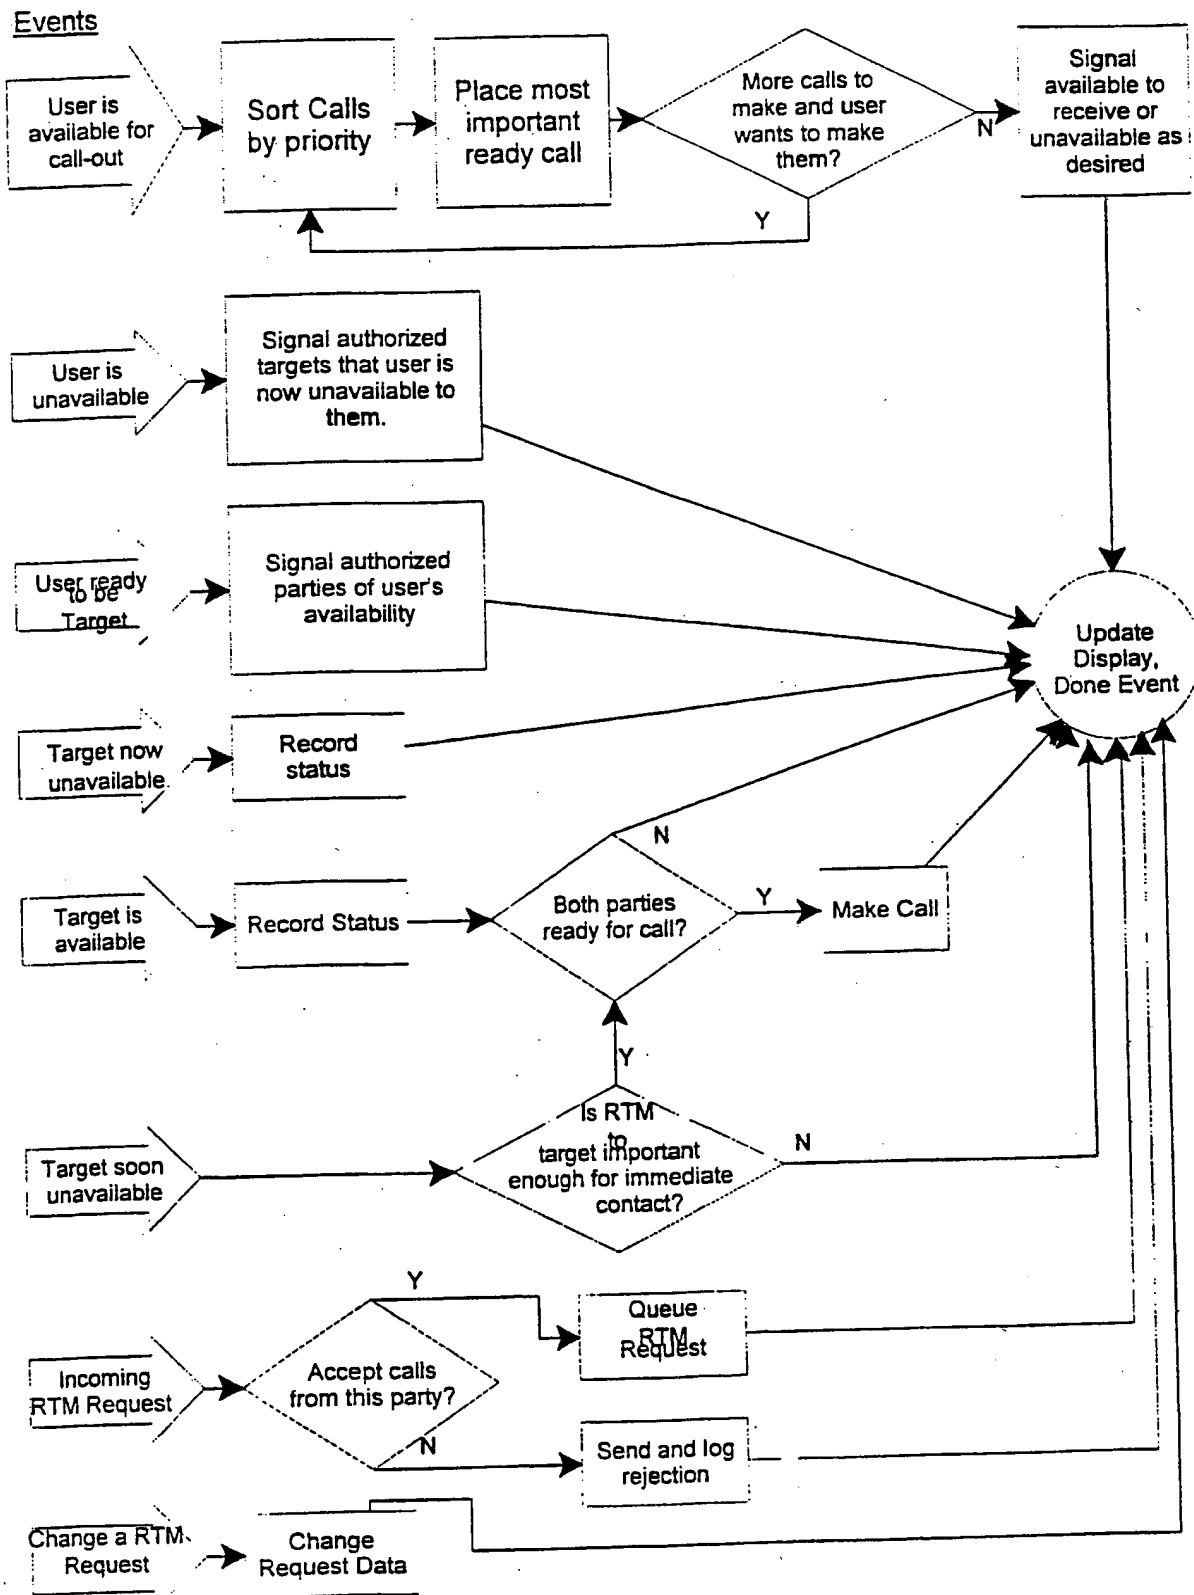 Events
User is
available for
call-out
Sort Calls
by priority
Place most
important
ready call
More calls to
make and user
wants to make
them?
N
Y
Signal
available to
receive or
unavailable as
desired
User is
unavailable
Signal authorized
targets that user is
now unavailable to
them.
User ready
to be
Target
Signal authorized
parties of user's
availability
Update
Display,
Done Event
Target now
unavailable
Record
status
Target is
available
Record Status
Both parties
ready for call?
N
Y
Make Call
Y
Target soon
unavailable
Is RTM
to
target important
enough for immediate
contact?
N
Incoming
RTM Request
Accept calls
from this party?
Y
Queue
RTM
Request
N
Send and log
rejection
Change a RTM
Request
Change
Request Data